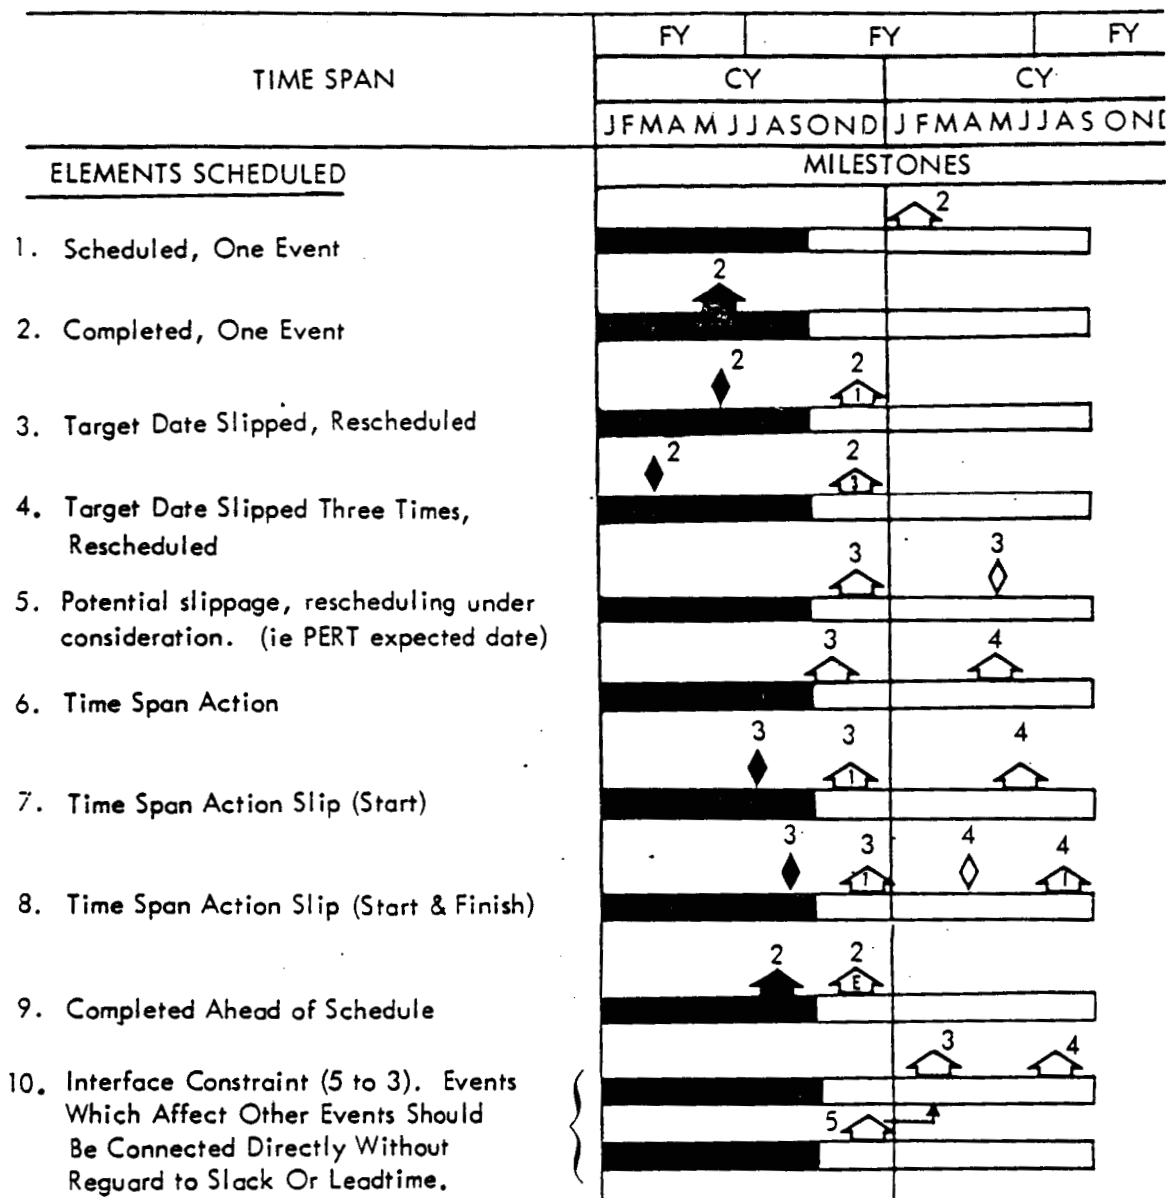 FY FY FY
TIME SPAN CY CY
J F M A M J J A S O N D J F M A M J J A S O N D
ELEMENTS SCHEDULED MILESTONES
2
1. Scheduled, One Event
2
2. Completed, One Event
2 2
1
3. Target Date Slipped, Rescheduled
2 2
3
4. Target Date Slipped Three Times,
Rescheduled
3 3
5. Potential slippage, rescheduling under
consideration. (ie PERT expected date)
3 4
6. Time Span Action
3 3 4
1
7. Time Span Action Slip (Start)
3 3 4 4
1 1
8. Time Span Action Slip (Start & Finish)
2 2
E
9. Completed Ahead of Schedule
3 4
10. Interface Constraint (5 to 3). Events
Which Affect Other Events Should
5
Be Connected Directly Without
Reguard to Slack Or Leadtime.